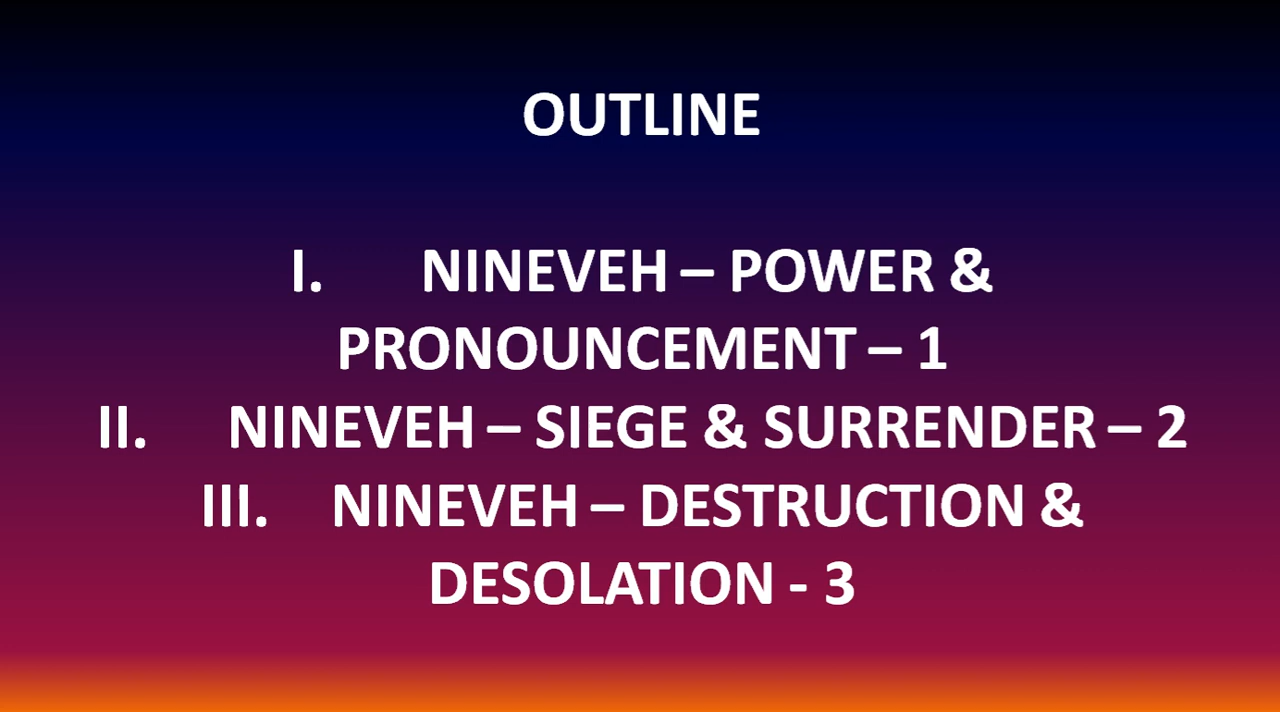 OUTLINE
I. NINEVEH – POWER &
PRONOUNCEMENT – 1
II. NINEVEH – SIEGE & SURRENDER – 2
III. NINEVEH – DESTRUCTION &
DESOLATION - 3